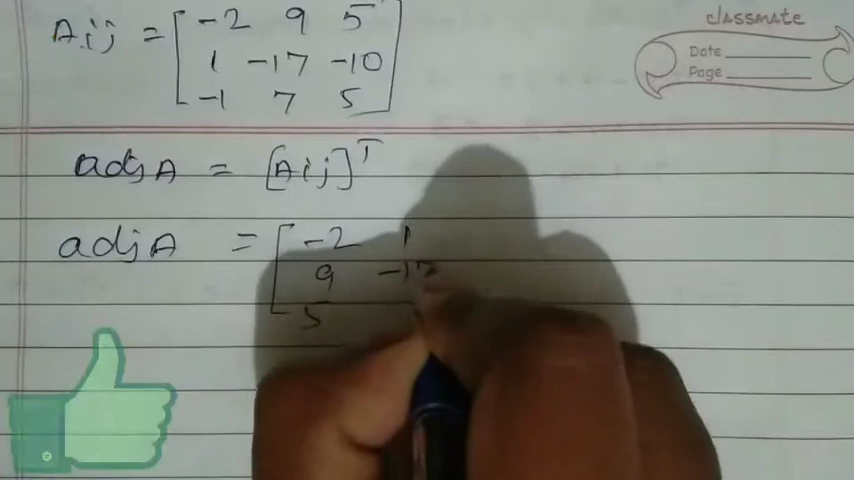 classmate
Date
Page
Aij = [ -2 9 5
1 -17 -10
-1 7 5 ]
adj A = [Aij]ᵀ
adj A = [ -2 1
9 -17
5